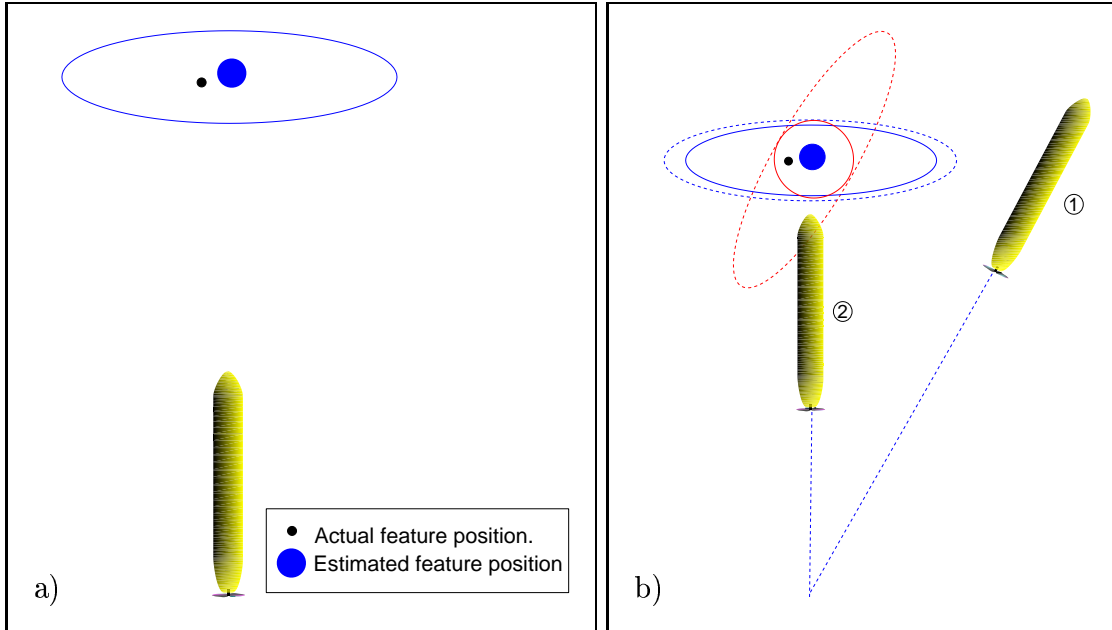 Actual feature position.
Estimated feature position
a)
①
②
b)